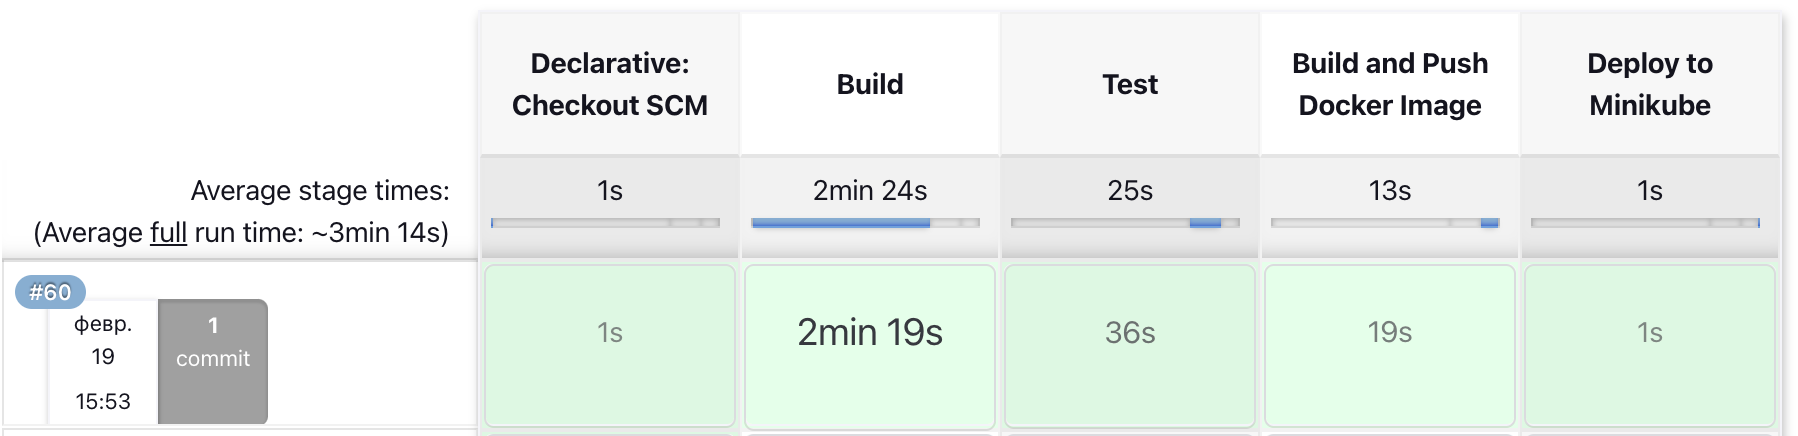 Declarative:
Checkout SCM
Build
Test
Build and Push
Docker Image
Deploy to
Minikube
Average stage times:
(Average full run time: ~3min 14s)
1s
2min 24s
25s
13s
1s
#60
февр.
19
15:53
1
commit
1s
2min 19s
36s
19s
1s